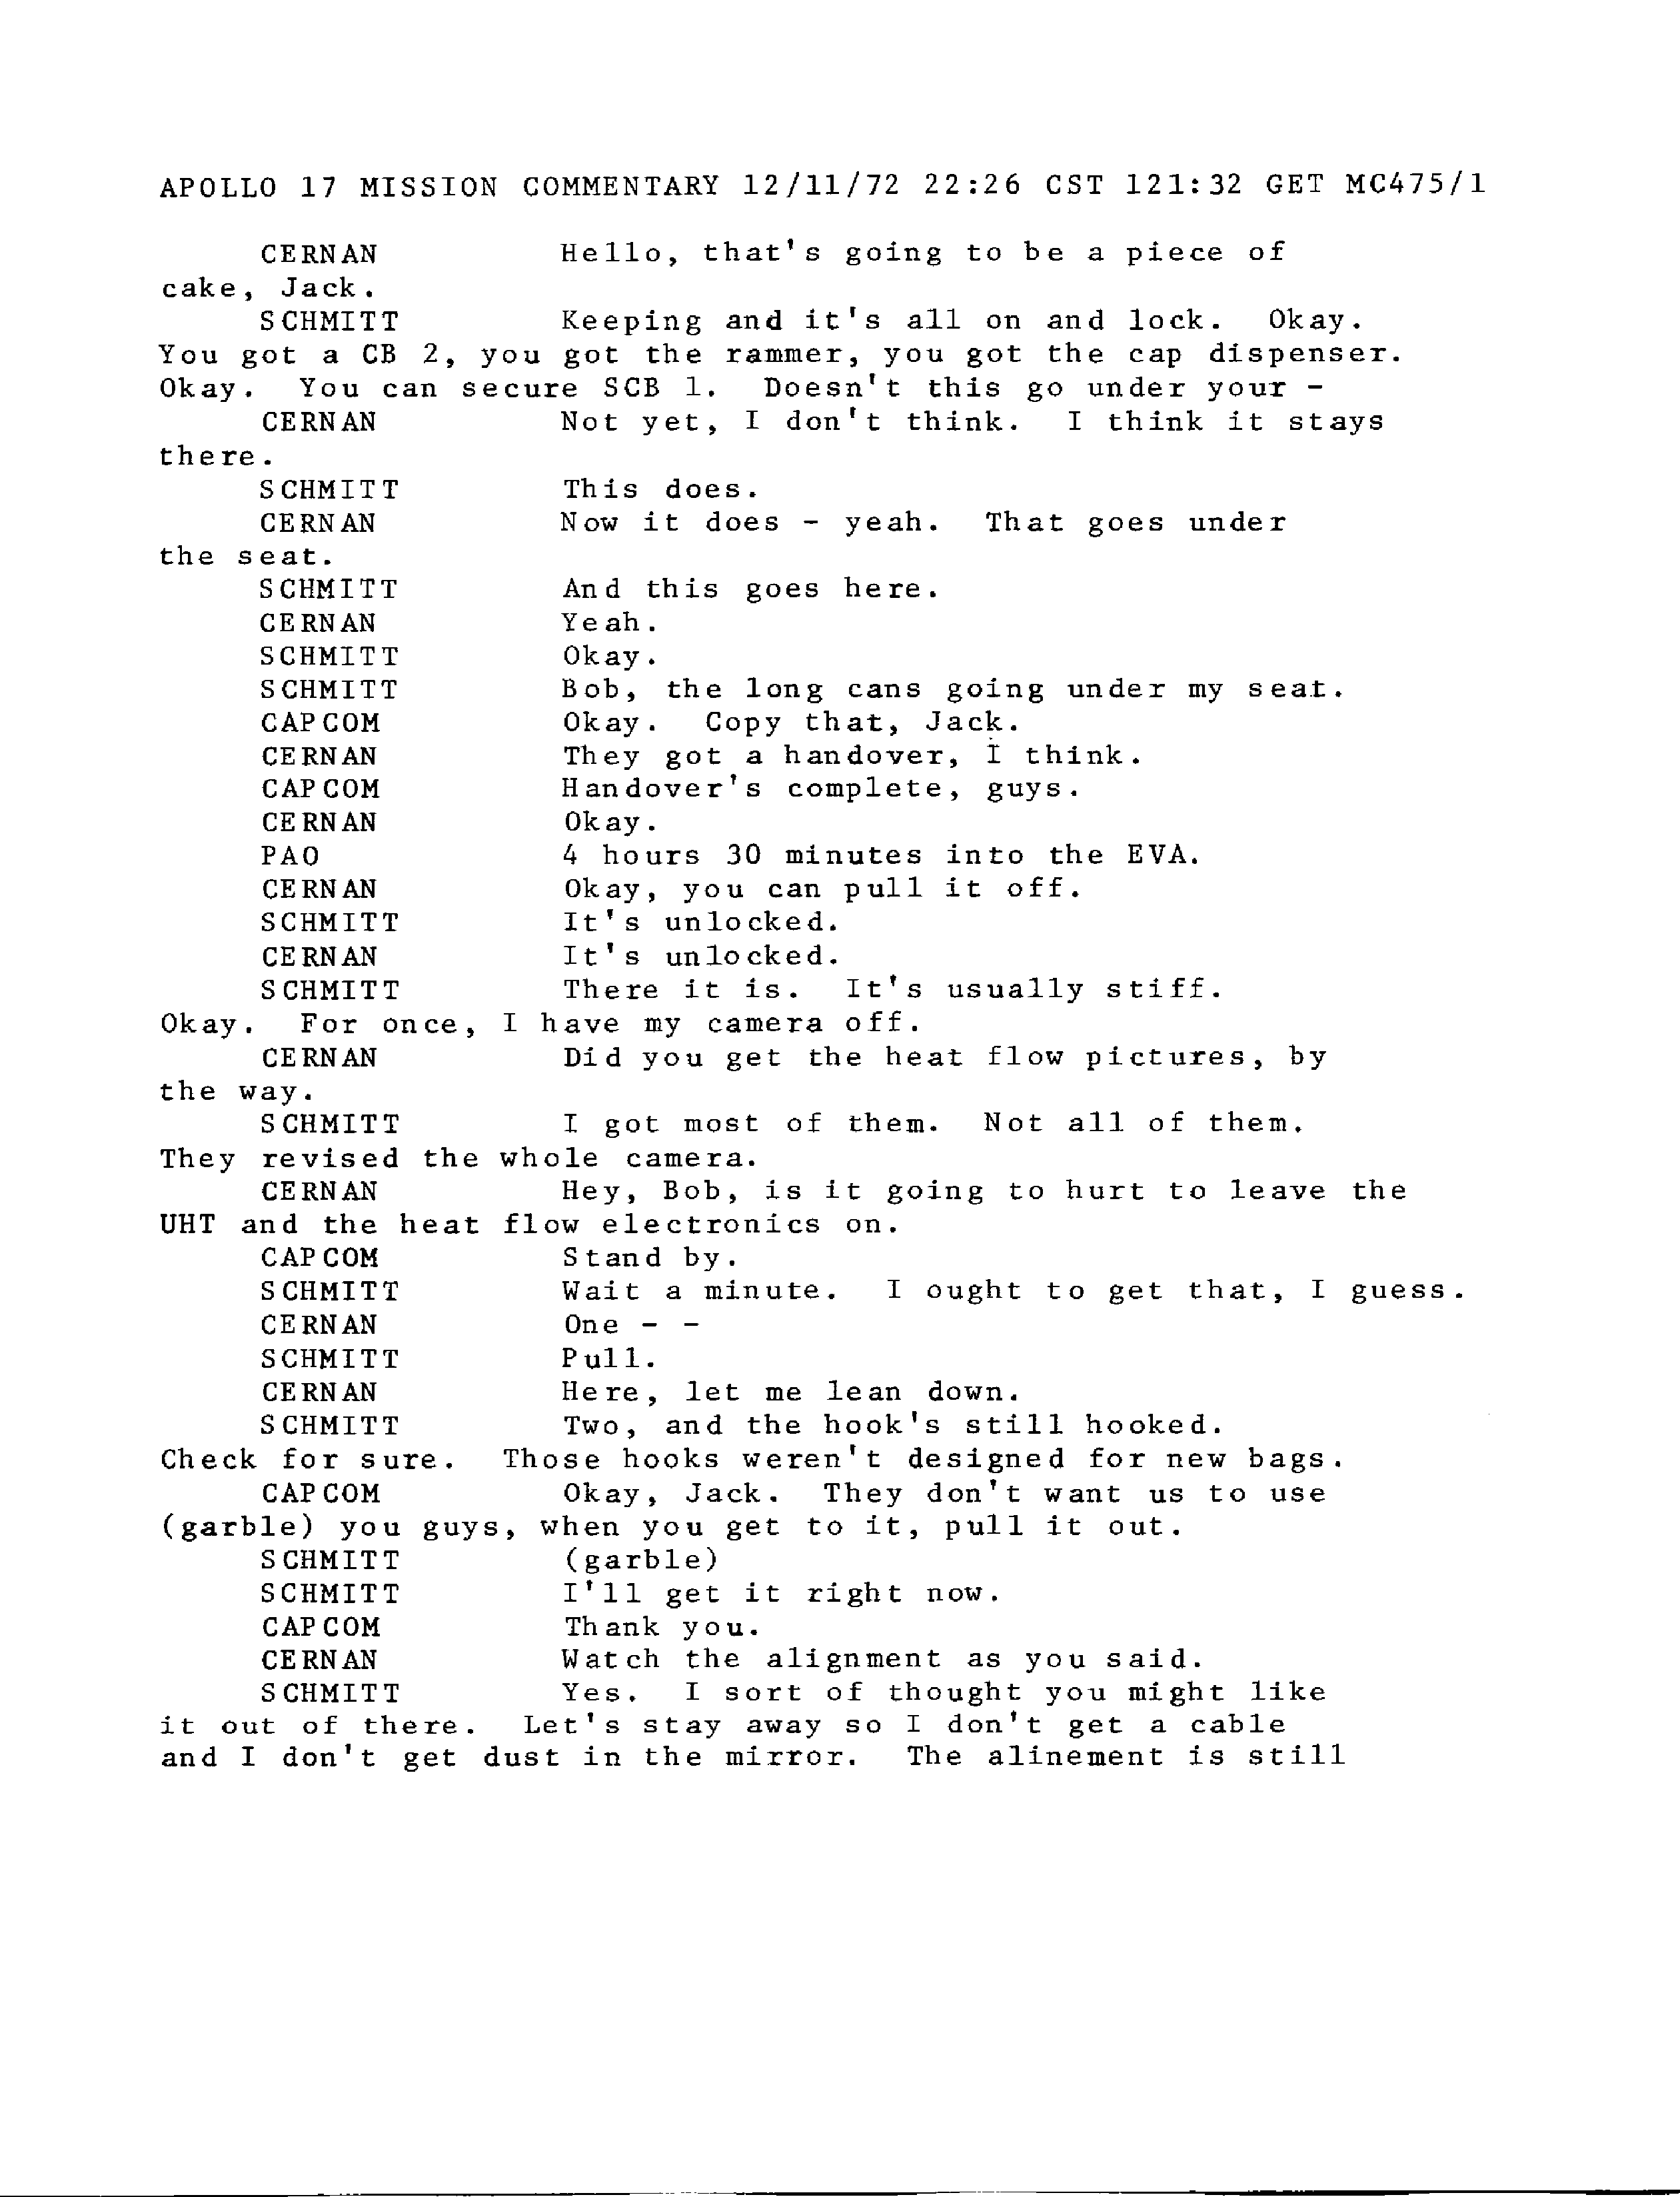 APOLLO 17 MISSION COMMENTARY 12/11/72 22:26 CST 121:32 GET MC475/1
CERNAN Hello, that's going to be a piece of
cake, Jack.
SCHMITT Keeping and it's all on and lock. Okay.
You got a CB 2, you got the rammer, you got the cap dispenser.
Okay. You can secure SCB 1. Doesn't this go under your -
CERNAN Not yet, I don't think. I think it stays
there.
SCHMITT This does.
CERNAN Now it does - yeah. That goes under
the seat.
SCHMITT And this goes here.
CERNAN Yeah.
SCHMITT Okay.
SCHMITT Bob, the long cans going under my seat.
CAPCOM Okay. Copy that, Jack.
CERNAN They got a handover, I think.
CAPCOM Handover's complete, guys.
CERNAN Okay.
PAO 4 hours 30 minutes into the EVA.
CERNAN Okay, you can pull it off.
SCHMITT It's unlocked.
CERNAN It's unlocked.
SCHMITT There it is. It's usually stiff.
Okay. For once, I have my camera off.
CERNAN Did you get the heat flow pictures, by
the way.
SCHMITT I got most of them. Not all of them.
They revised the whole camera.
CERNAN Hey, Bob, is it going to hurt to leave the
UHT and the heat flow electronics on.
CAPCOM Stand by.
SCHMITT Wait a minute. I ought to get that, I guess.
CERNAN One - -
SCHMITT Pull.
CERNAN Here, let me lean down.
SCHMITT Two, and the hook's still hooked.
Check for sure. Those hooks weren't designed for new bags.
CAPCOM Okay, Jack. They don't want us to use
(garble) you guys, when you get to it, pull it out.
SCHMITT (garble)
SCHMITT I'll get it right now.
CAPCOM Thank you.
CERNAN Watch the alignment as you said.
SCHMITT Yes. I sort of thought you might like
it out of there. Let's stay away so I don't get a cable
and I don't get dust in the mirror. The alinement is still